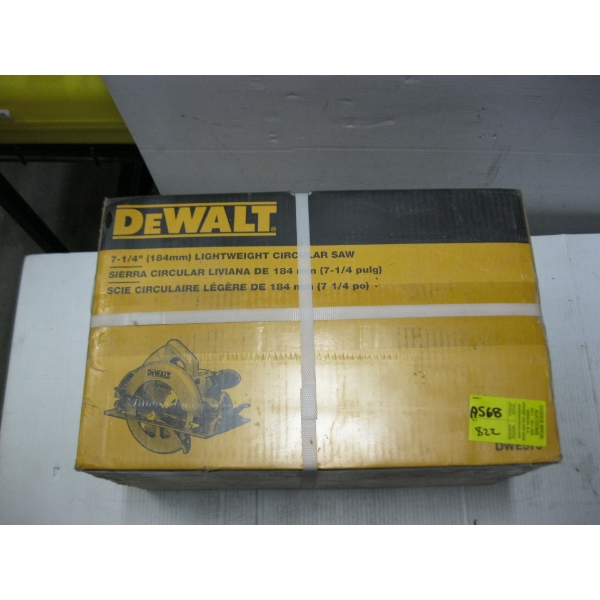 DEWALT
7-1/4" (184mm) LIGHTWEIGHT CIRCULAR SAW
SIERRA CIRCULAR LIVIANA DE 184 mm (7-1/4 pulg)
SCIE CIRCULAIRE LÉGÈRE DE 184 mm (7 1/4 po)
DEWALT
A568
822